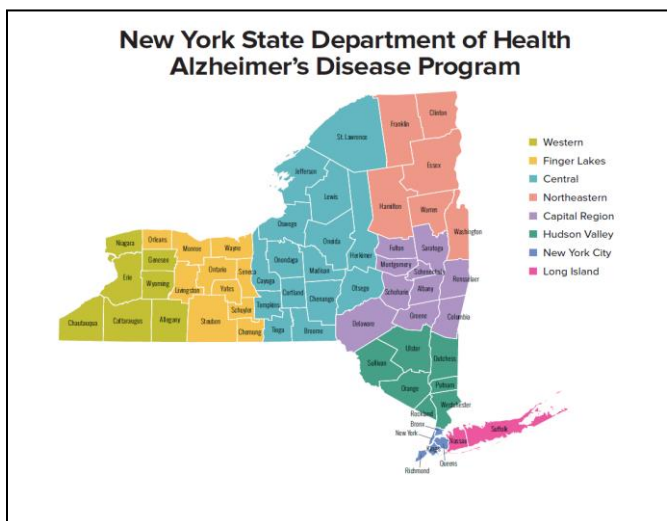 New York State Department of Health
Alzheimer's Disease Program
Western
Finger Lakes
Central
Northeastern
Capital Region
Hudson Valley
New York City
Long Island
Clinton
Franklin
St. Lawrence
Essex
Jefferson
Lewis
Hamilton
Warren
Washington
Oswego
Oneida
Herkimer
Fulton
Saratoga
Montgomery
Niagara
Orleans
Monroe
Wayne
Genesee
Ontario
Seneca
Cayuga
Onondaga
Madison
Otsego
Schoharie
Albany
Rensselaer
Erie
Wyoming
Livingston
Yates
Cortland
Chenango
Tompkins
Schuyler
Greene
Columbia
Delaware
Chautauqua
Cattaraugus
Allegany
Steuben
Chemung
Tioga
Broome
Ulster
Dutchess
Sullivan
Orange
Putnam
Westchester
Rockland
Bronx
New York
Nassau
Suffolk
Queens
Richmond